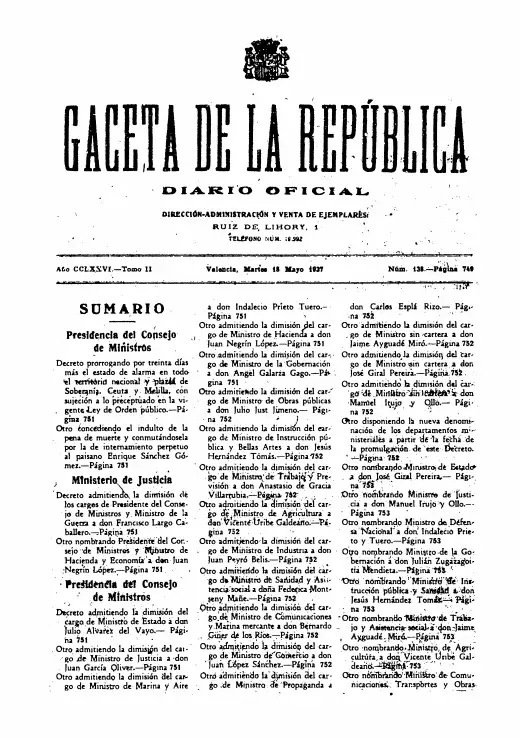 GACETA DE LA REPÚBLICA
DIARIO OFICIAL
DIRECCIÓN-ADMINISTRACIÓN Y VENTA DE EJEMPLARES:
RUIZ DE LIHORY, 1
TELÉFONO NÚM. 18.992
Año CCLXXVI.—Tomo II
Valencia, Martes 18 Mayo 1937
Núm. 138.—Página 749
SUMARIO
Presidencia del Consejo
de Ministros
Decreto prorrogando por treinta días
más el estado de alarma en todo
el territorio nacional y plazas de
Soberanía, Ceuta y Melilla, con
sujeción a lo preceptuado en la vi-
gente Ley de Orden público.—Pá-
gina 751
Otro concediendo el indulto de la
pena de muerte y conmutándosela
por la de internamiento perpetuo
al paisano Enrique Sánchez Gó-
mez.—Página 751
Ministerio de Justicia
Decreto admitiendo la dimisión de
los cargos de Presidente del Conse-
jo de Ministros y Ministro de la
Guerra a don Francisco Largo Ca-
ballero.—Página 751
Otro nombrando Presidente del Con-
sejo de Ministros y Ministro de
Hacienda y Economía a don Juan
Negrín López.—Página 751
Presidencia del Consejo
de Ministros
Decreto admitiendo la dimisión del
cargo de Ministro de Estado a don
Julio Alvarez del Vayo.— Pági-
na 751
Otro admitiendo la dimisión del car-
go de Ministro de Justicia a don
Juan García Oliver.—Página 751
Otro admitiendo la dimisión del car-
go de Ministro de Marina y Aire
a don Indalecio Prieto Tuero.—
Página 751
Otro admitiendo la dimisión del car-
go de Ministro de Hacienda a don
Juan Negrín López.—Página 751
Otro admitiendo la dimisión del car-
go de Ministro de la Gobernación
a don Angel Galarza Gago.—Pá-
gina 751
Otro admitiendo la dimisión del car-
go de Ministro de Obras públicas
a don Julio Just Jimeno.— Pági-
na 752
Otro admitiendo la dimisión del car-
go de Ministro de Instrucción pú-
blica y Bellas Artes a don Jesús
Hernández Tomás.—Página 752
Otro admitiendo la dimisión del car-
go de Ministro de Trabajo y Pre-
visión a don Anastasio de Gracia
Villarrubia.—Página 752
Otro admitiendo la dimisión del car-
go de Ministro de Agricultura a
don Vicente Uribe Galdeano.—Pá-
gina 752
Otro admitiendo la dimisión del car-
go de Ministro de Industria a don
Juan Peyró Belis.—Página 752
Otro admitiendo la dimisión del car-
go de Ministro de Sanidad y Asis-
tencia social a doña Federica Mont-
seny Mañe.—Página 752
Otro admitiendo la dimisión del car-
go de Ministro de Comunicaciones
y Marina mercante a don Bernardo
Giner de los Ríos.—Página 752
Otro admitiendo la dimisión del car-
go de Ministro de Comercio a don
Juan López Sánchez.—Página 752
Otro admitiendo la dimisión del car-
go de Ministro de Propaganda a
don Carlos Esplá Rizo.— Pági-
na 752
Otro admitiendo la dimisión del car-
go de Ministro sin cartera a don
Jaime Ayguadé Miró.—Página 752
Otro admitiendo la dimisión del car-
go de Ministro sin cartera a don
José Giral Pereira.—Página 752
Otro admitiendo la dimisión del car-
go de Ministro sin cartera a don
Manuel Irujo y Ollo.— Pági-
na 752
Otro disponiendo la nueva denomi-
nación de los departamentos mi-
nisteriales a partir de la fecha de
la promulgación de este Decreto.
—Página 752
Otro nombrando Ministro de Estado
a don José Giral Pereira.— Pági-
na 752
Otro nombrando Ministro de Justi-
cia a don Manuel Irujo y Ollo.—
Página 753
Otro nombrando Ministro de Defen-
sa Nacional a don Indalecio Prie-
to y Tuero.—Página 753
Otro nombrando Ministro de la Go-
bernación a don Julián Zugazagoi-
tia Mendieta.—Página 753
Otro nombrando Ministro de Ins-
trucción pública y Sanidad a don
Jesús Hernández Tomás.— Pági-
na 753
Otro nombrando Ministro de Traba-
jo y Asistencia social a don Jaime
Ayguadé Miró.—Página 753
Otro nombrando Ministro de Agri-
cultura a don Vicente Uribe Gal-
deano.—Página 753
Otro nombrando Ministro de Comu-
nicaciones, Transportes y Obras